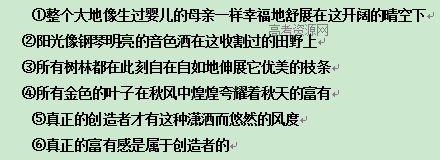 ①整个大地像生过婴儿的母亲一样幸福地舒展在这开阔的晴空下
高考资源网
②阳光像钢琴明亮的音色洒在这收割过的田野上
③所有树林都在此刻自在自如地伸展它优美的枝条
④所有金色的叶子在秋风中煌煌夸耀着秋天的富有
⑤真正的创造者才有这种潇洒而悠然的风度
⑥真正的富有感是属于创造者的